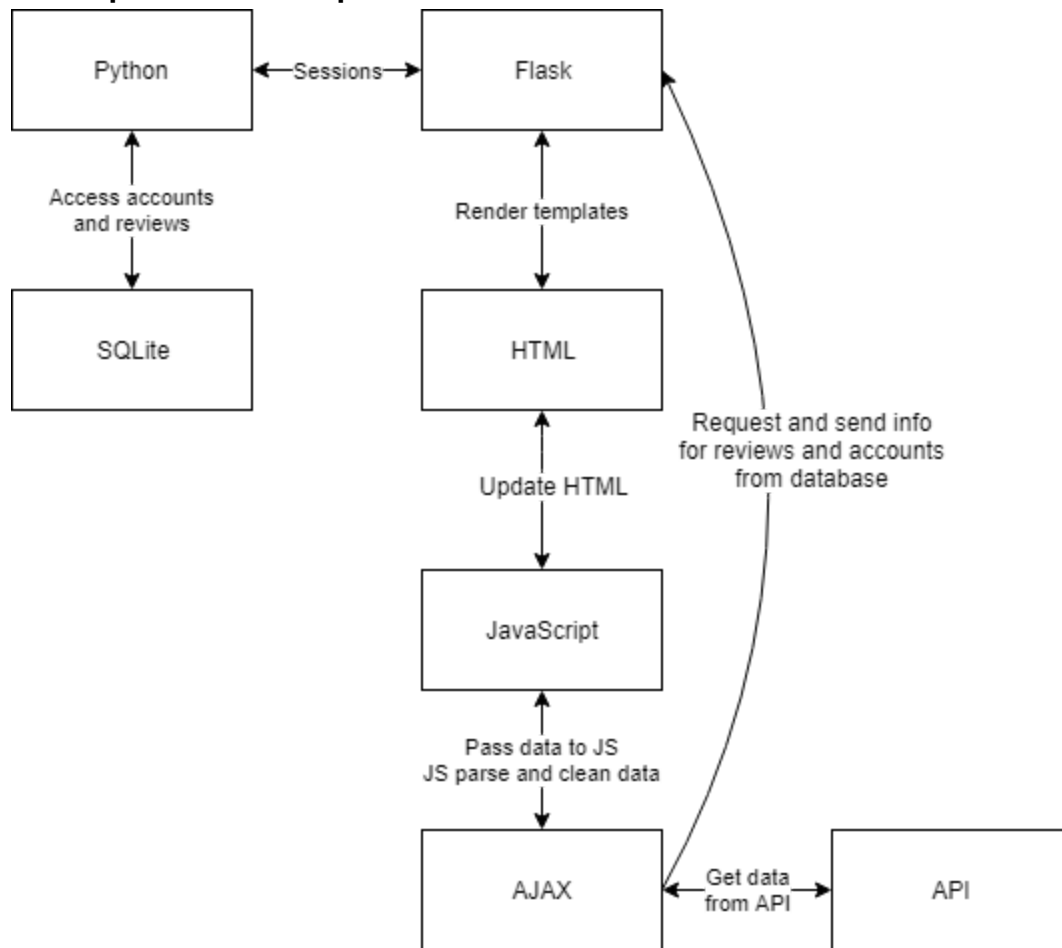 Python
Sessions
Flask
Access accounts
and reviews
Render templates
SQLite
HTML
Request and send info
for reviews and accounts
from database
Update HTML
JavaScript
Pass data to JS
JS parse and clean data
AJAX
Get data
from API
API